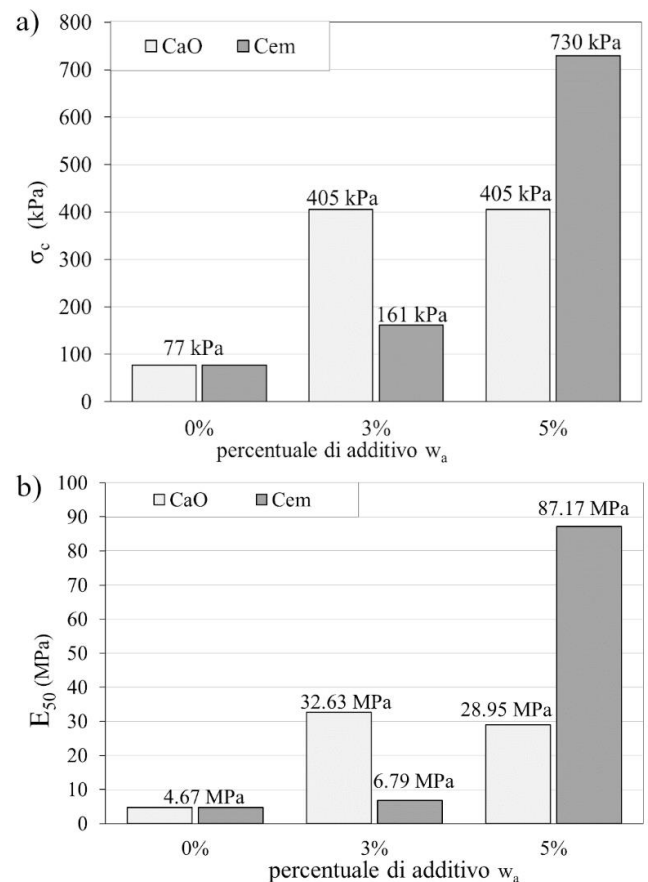 a)
CaO Cem
800
700
600
500
400
300
200
100
0
σc (kPa)
77 kPa
405 kPa
161 kPa
405 kPa
730 kPa
0% 3% 5%
percentuale di additivo wa
b)
CaO Cem
100
90
80
70
60
50
40
30
20
10
0
E50 (MPa)
4.67 MPa
32.63 MPa
6.79 MPa
28.95 MPa
87.17 MPa
0% 3% 5%
percentuale di additivo wa